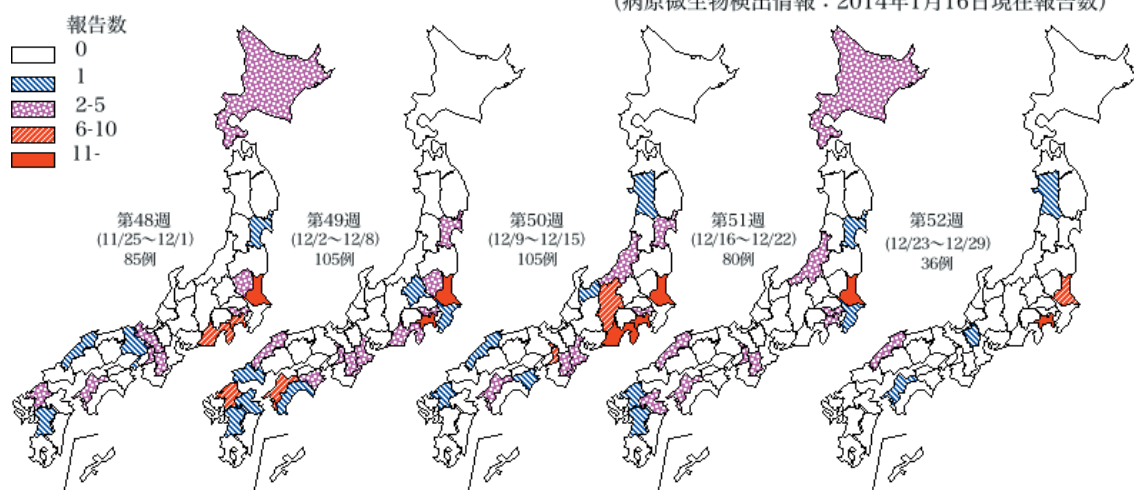 (病原微生物検出情報：2014年1月16日現在報告数)
報告数
0
1
2-5
6-10
11-
第48週
(11/25～12/1)
85例
第49週
(12/2～12/8)
105例
第50週
(12/9～12/15)
105例
第51週
(12/16～12/22)
80例
第52週
(12/23～12/29)
36例